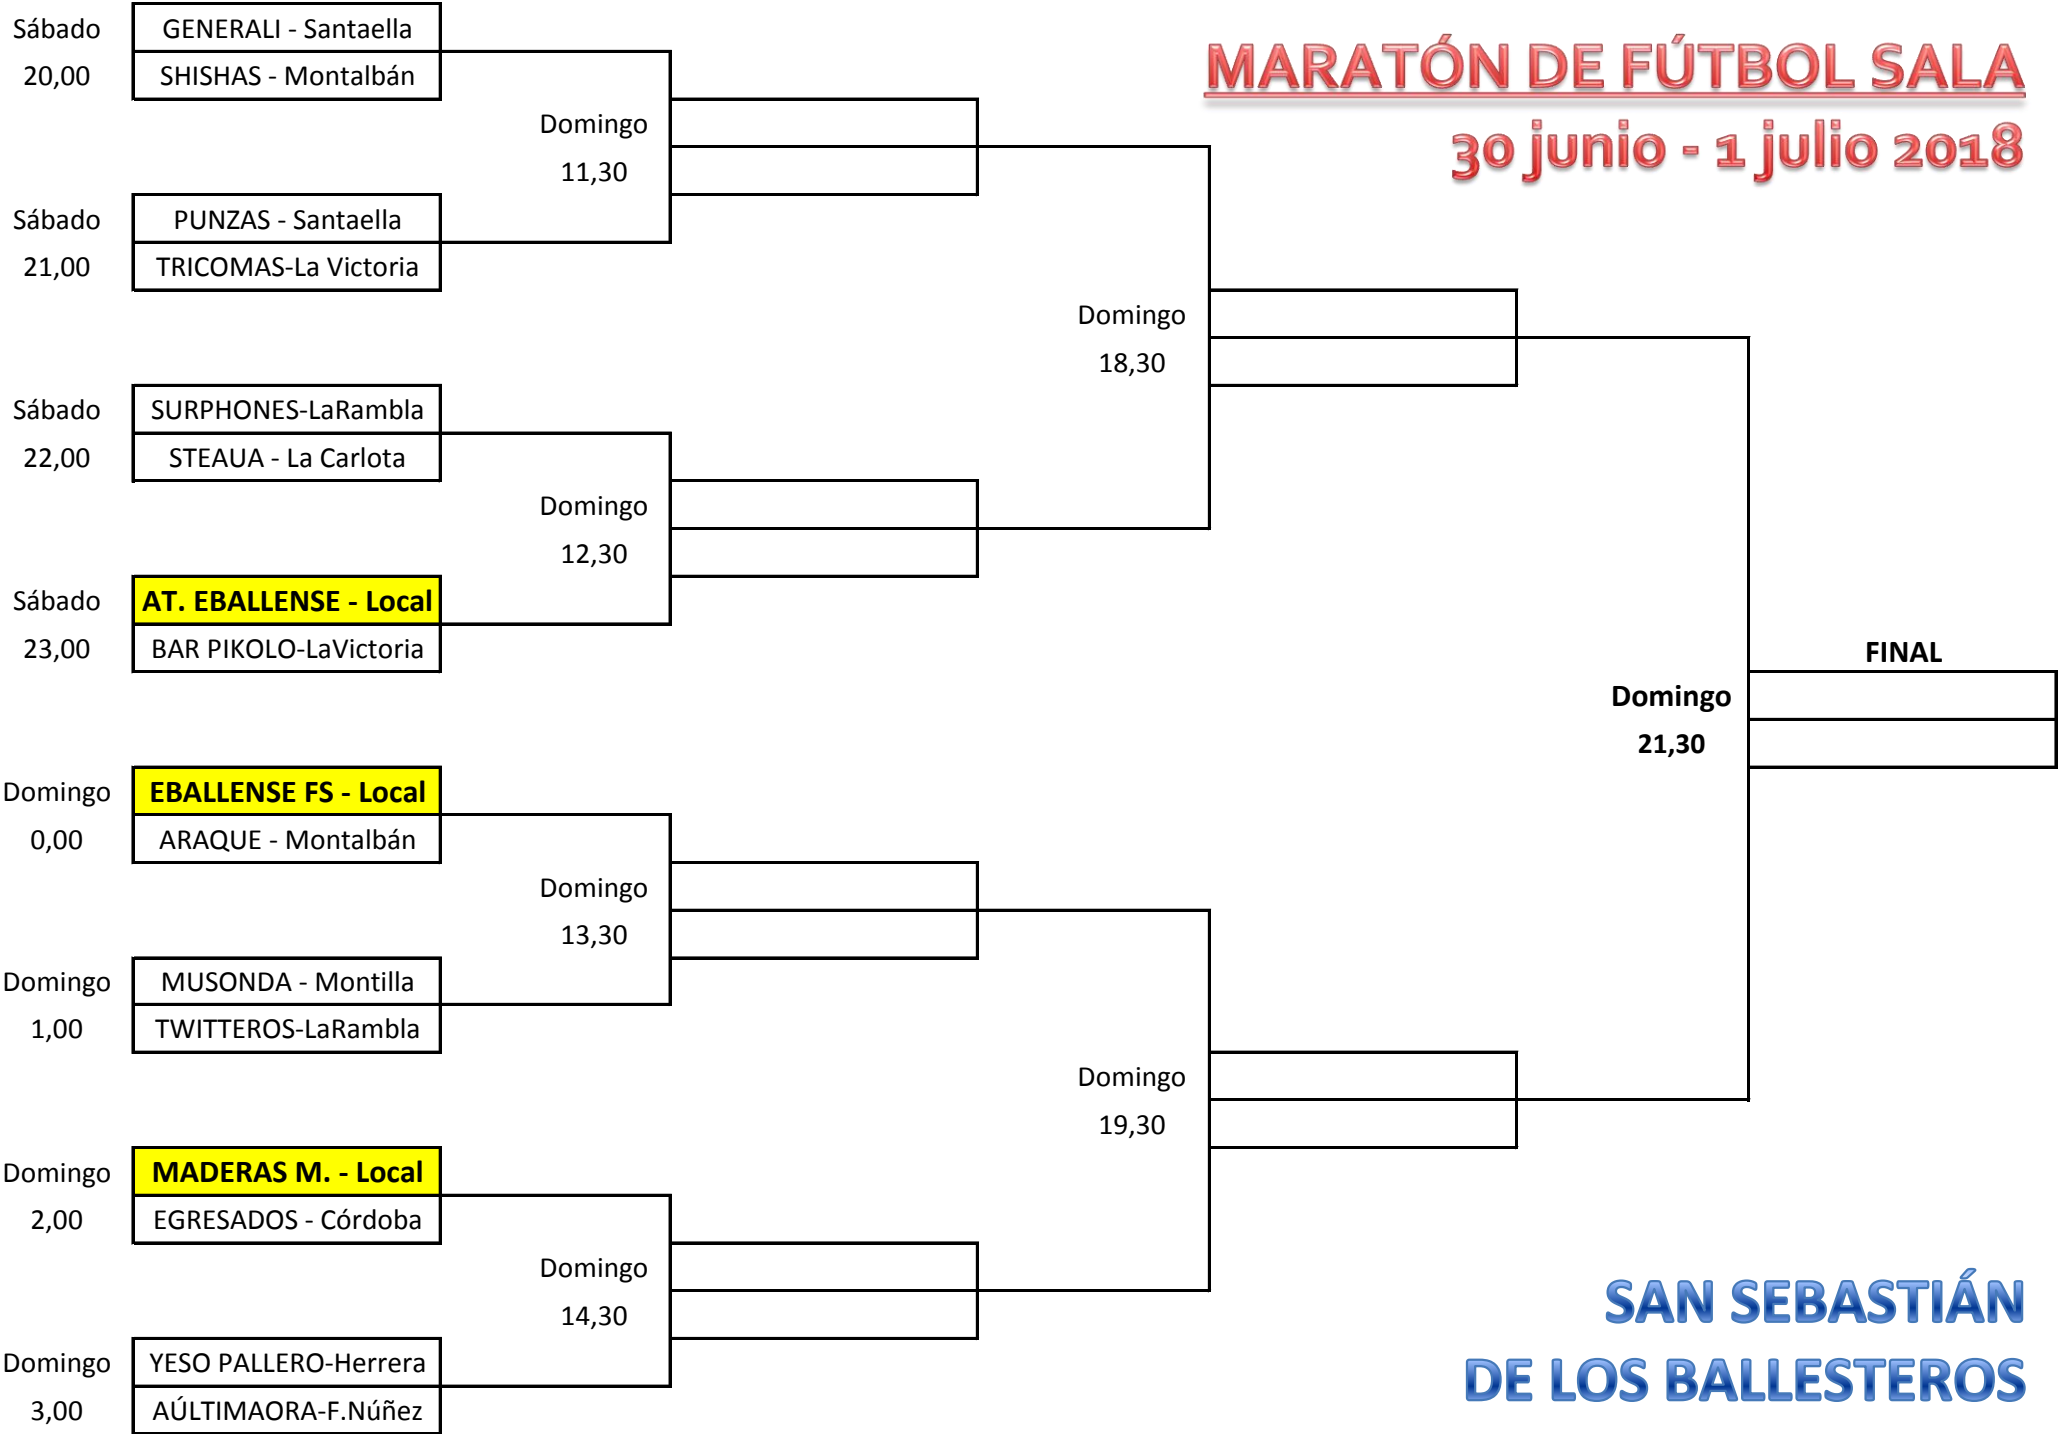 MARATÓN DE FÚTBOL SALA
30 junio - 1 julio 2018
Sábado
20,00
GENERALI - Santaella
SHISHAS - Montalbán
Domingo
11,30
Sábado
21,00
PUNZAS - Santaella
TRICOMAS-La Victoria
Domingo
18,30
Sábado
22,00
SURPHONES-LaRambla
STEAUA - La Carlota
Domingo
12,30
Sábado
23,00
AT. EBALLENSE - Local
BAR PIKOLO-LaVictoria
FINAL
Domingo
21,30
Domingo
0,00
EBALLENSE FS - Local
ARAQUE - Montalbán
Domingo
13,30
Domingo
1,00
MUSONDA - Montilla
TWITTEROS-LaRambla
Domingo
19,30
Domingo
2,00
MADERAS M. - Local
EGRESADOS - Córdoba
Domingo
14,30
Domingo
3,00
YESO PALLERO-Herrera
AÚLTIMAORA-F.Núñez
SAN SEBASTIÁN
DE LOS BALLESTEROS